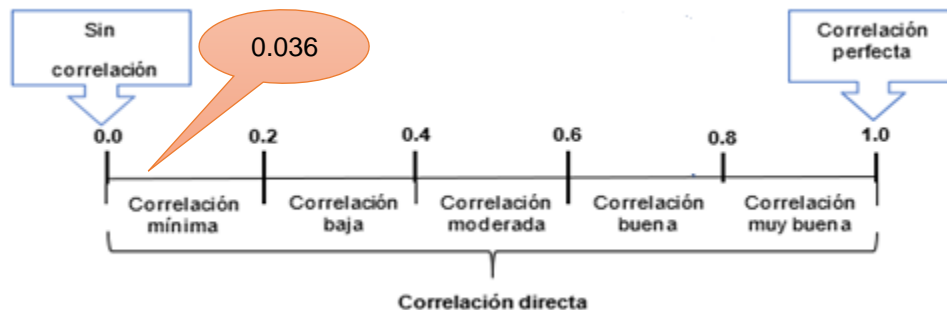 Sin
correlación
0.036
Correlación
perfecta
0.0
0.2
0.4
0.6
0.8
1.0
Correlación
mínima
Correlación
baja
Correlación
moderada
Correlación
buena
Correlación
muy buena
Correlación directa